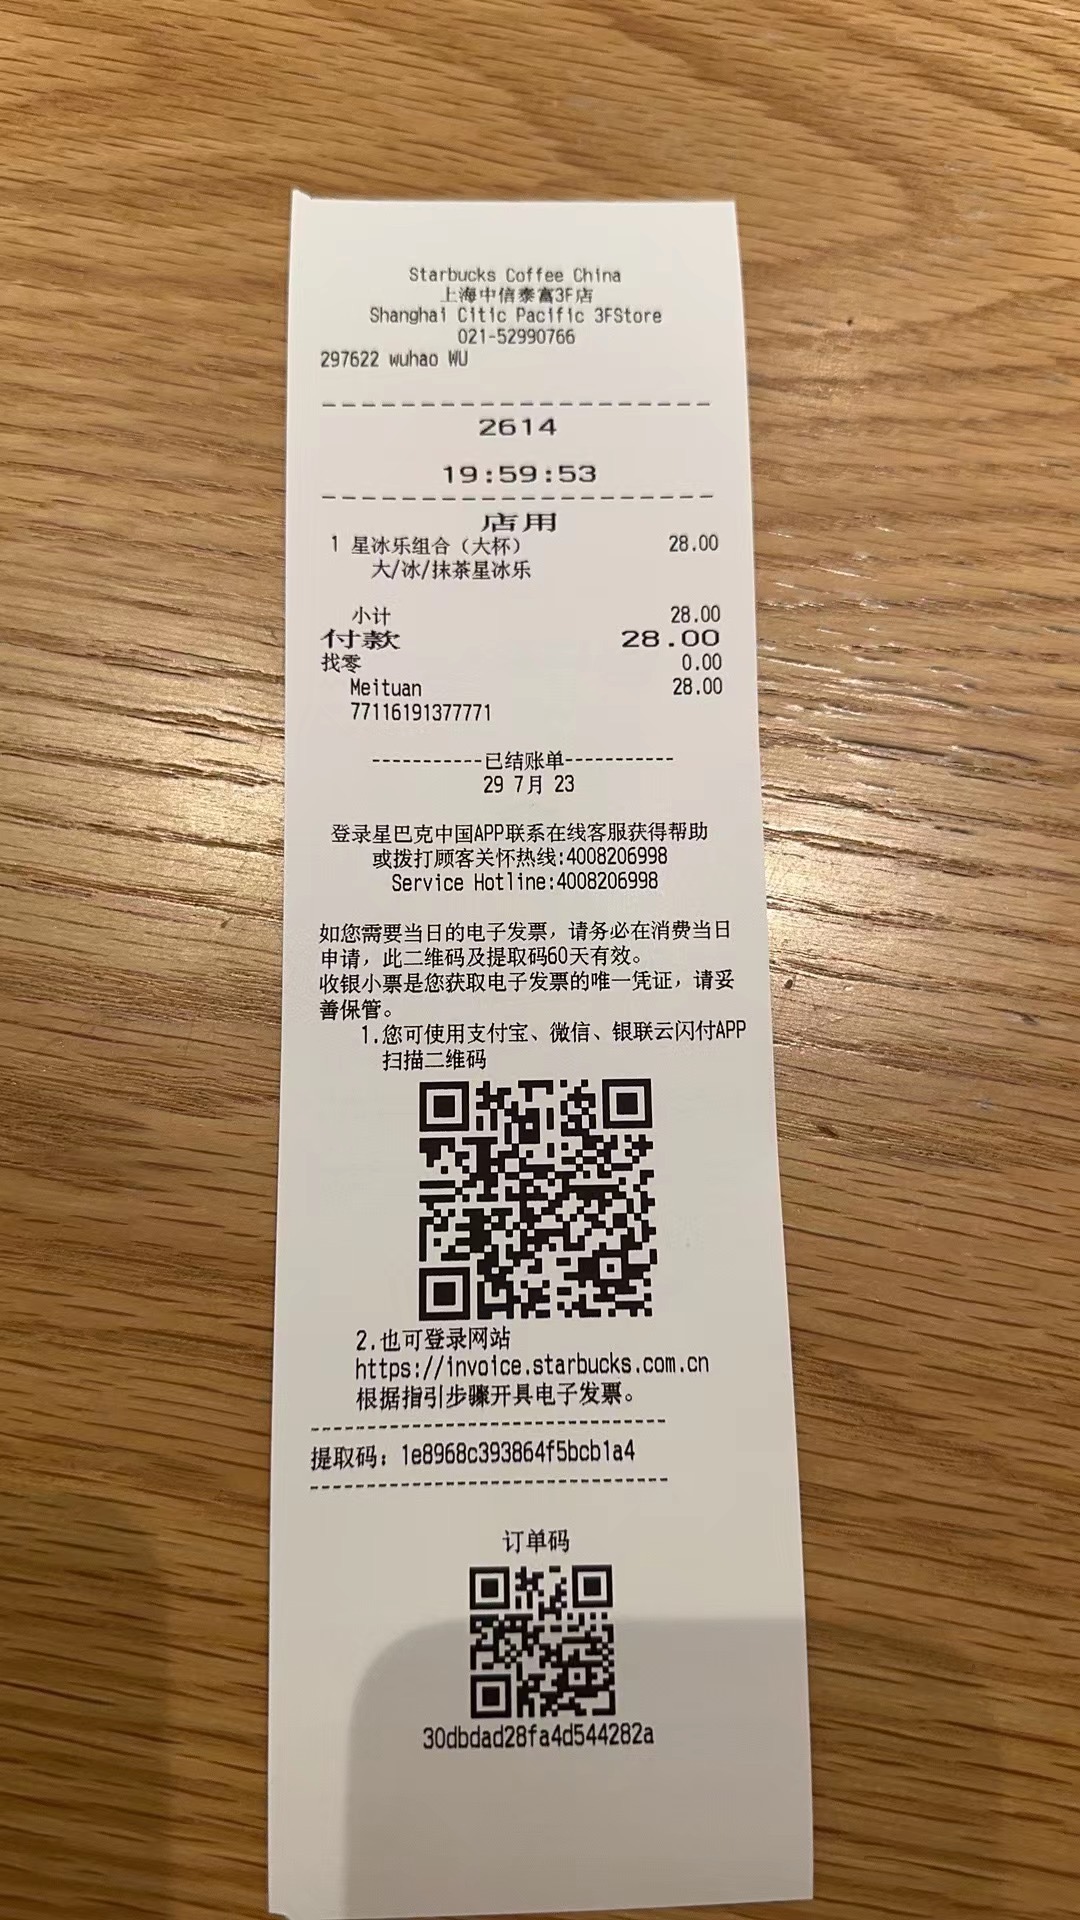 Starbucks Coffee China
上海中信泰富3F店
Shanghai Citic Pacific 3FStore
021-52990766
297622 wuhao WU
--------------------
2614
19:59:53
--------------------
店用
1 星冰乐组合（大杯） 28.00
大/冰/抹茶星冰乐
小计 28.00
付款 28.00
找零 0.00
Meituan 28.00
77116191377771
-----------已结账单-----------
29 7月 23
登录星巴克中国APP联系在线客服获得帮助
或拨打顾客关怀热线:4008206998
Service Hotline:4008206998
如您需要当日的电子发票，请务必在消费当日
申请，此二维码及提取码60天有效。
收银小票是您获取电子发票的唯一凭证，请妥
善保管。
1.您可使用支付宝、微信、银联云闪付APP
扫描二维码
2.也可登录网站
https://invoice.starbucks.com.cn
根据指引步骤开具电子发票。
------------------------------
提取码: 1e8968c393864f5bcb1a4
------------------------------
订单码
30dbdad28fa4d544282a